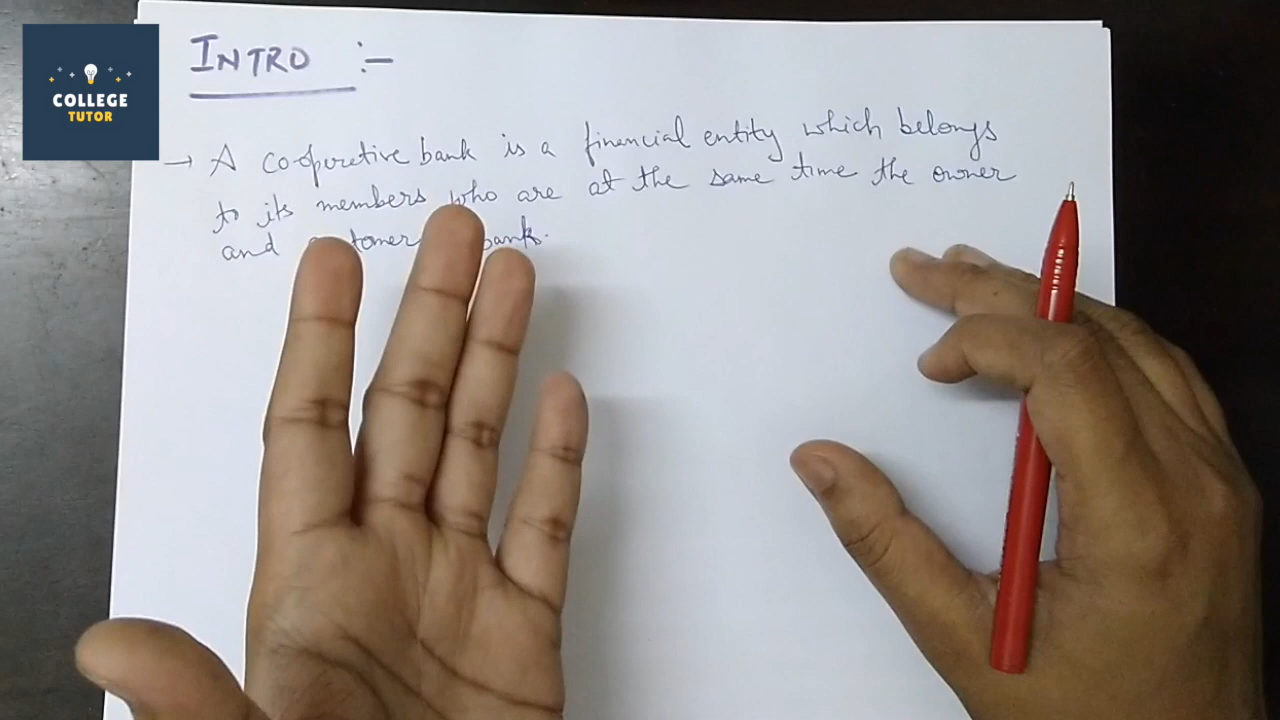 COLLEGE
TUTOR
INTRO :-
→ A co-operative bank is a financial entity which belongs
to its members who are at the same time the owner
and bank.